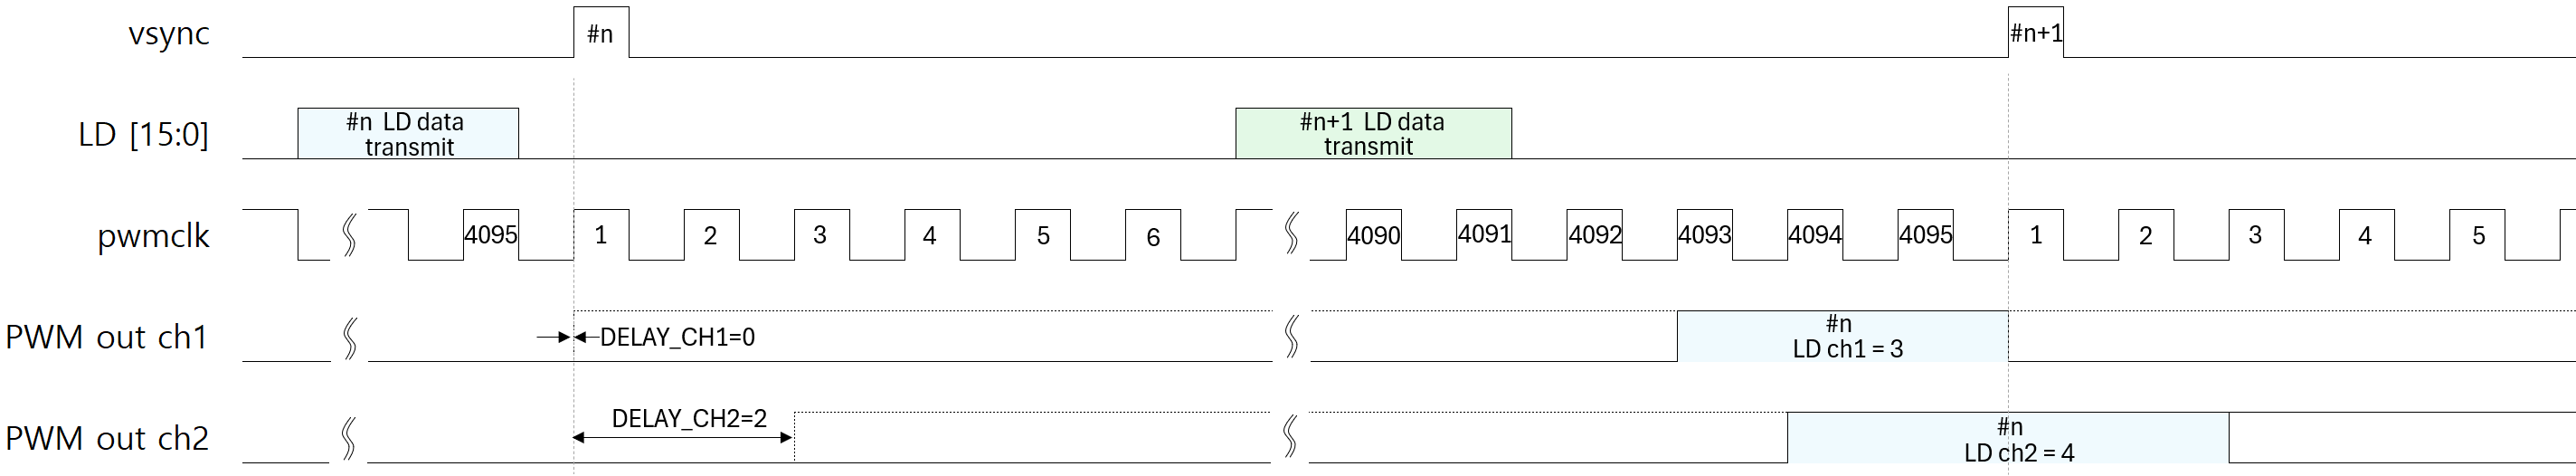 vsync
#n
#n+1
LD [15:0]
#n LD data
transmit
#n+1 LD data
transmit
pwmclk
4095
1
2
3
4
5
6
4090
4091
4092
4093
4094
4095
1
2
3
4
5
PWM out ch1
DELAY_CH1=0
#n
LD ch1 = 3
PWM out ch2
DELAY_CH2=2
#n
LD ch2 = 4